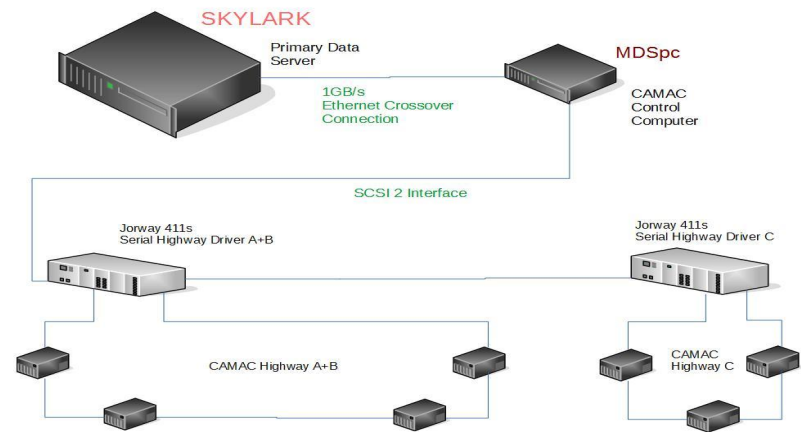 SKYLARK
Primary Data
Server
MDSpc
1GB/s
Ethernet Crossover
Connection
CAMAC
Control
Computer
SCSI 2 Interface
Jorway 411s
Serial Highway Driver A+B
Jorway 411s
Serial Highway Driver C
CAMAC Highway A+B
CAMAC
Highway C